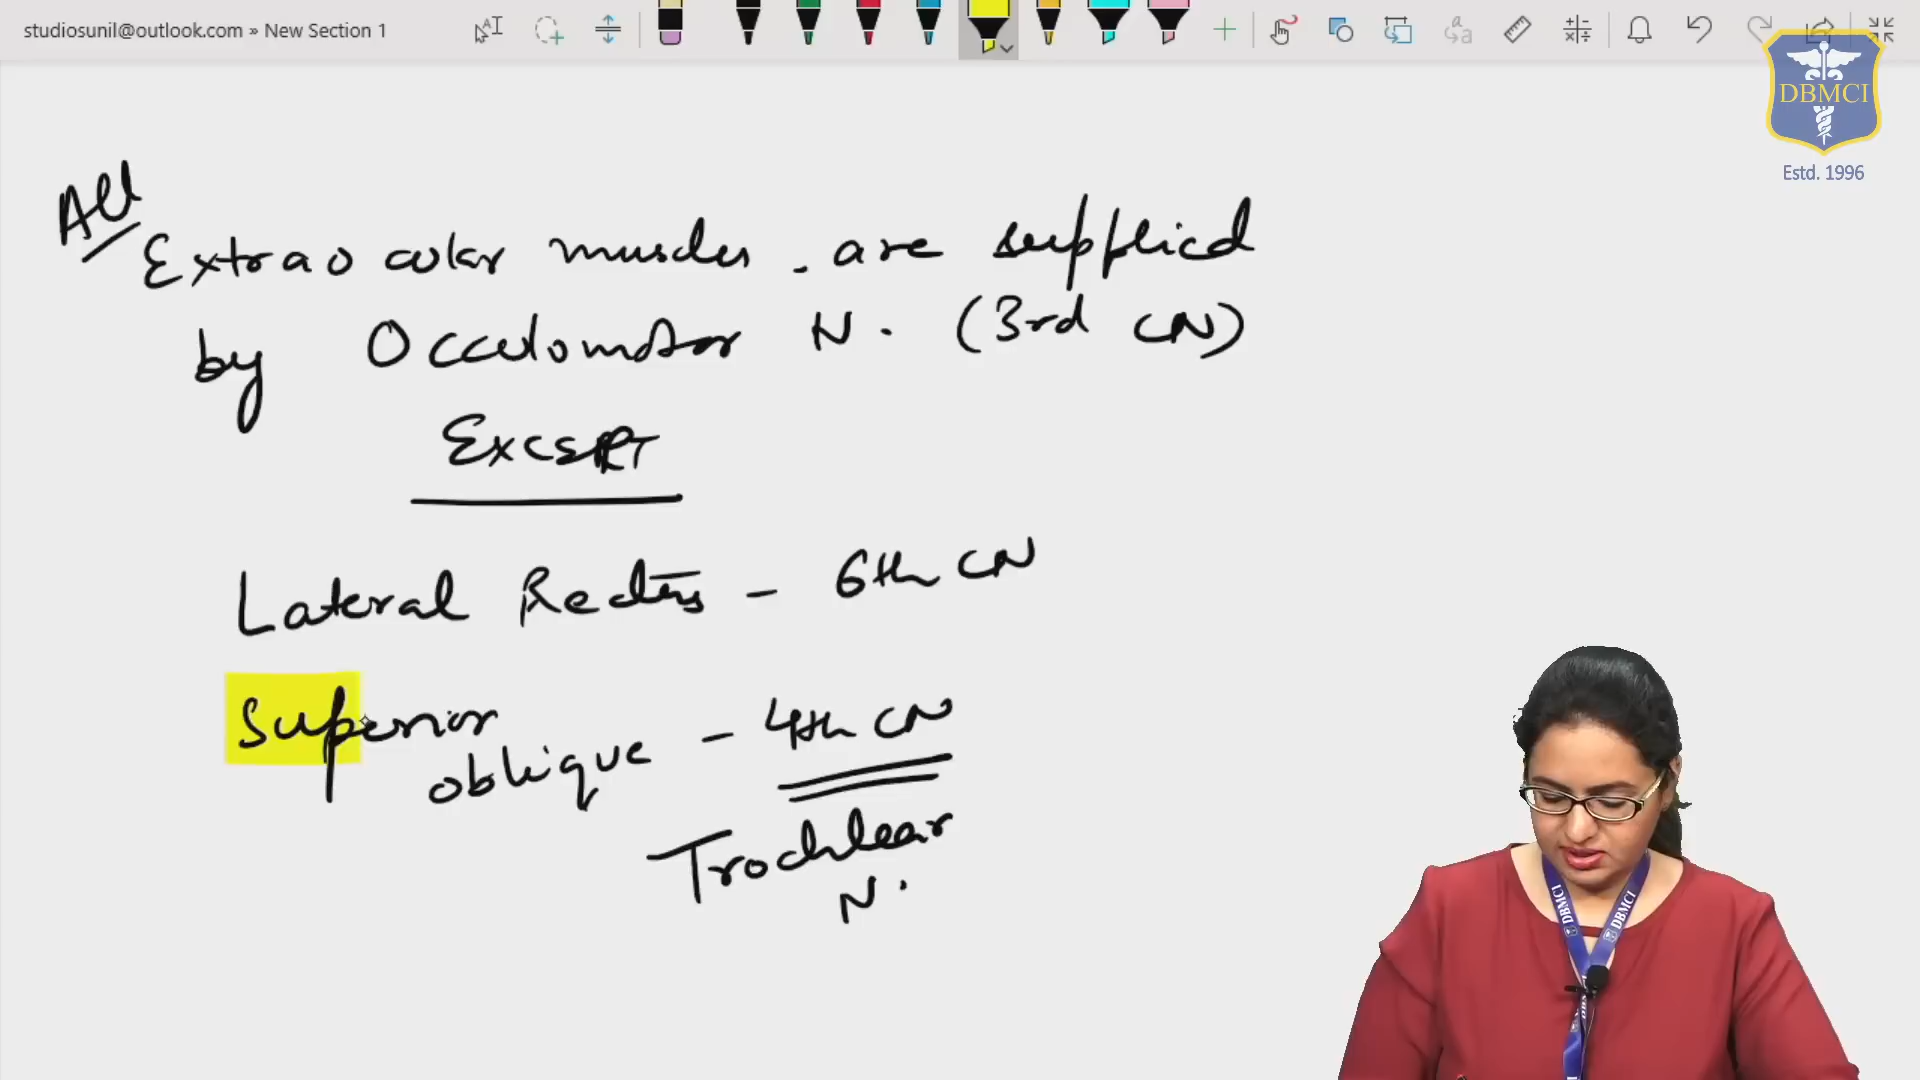 studiosunil@outlook.com » New Section 1
DBMCI
Estd. 1996
All
Extraocular muscles . are supplied
by Occulomotor N. (3rd CN)
EXCEPT
Lateral Rectus - 6th CN
Superior
oblique - 4th CN
Trochlear
N.
DBMCI
DBMCI